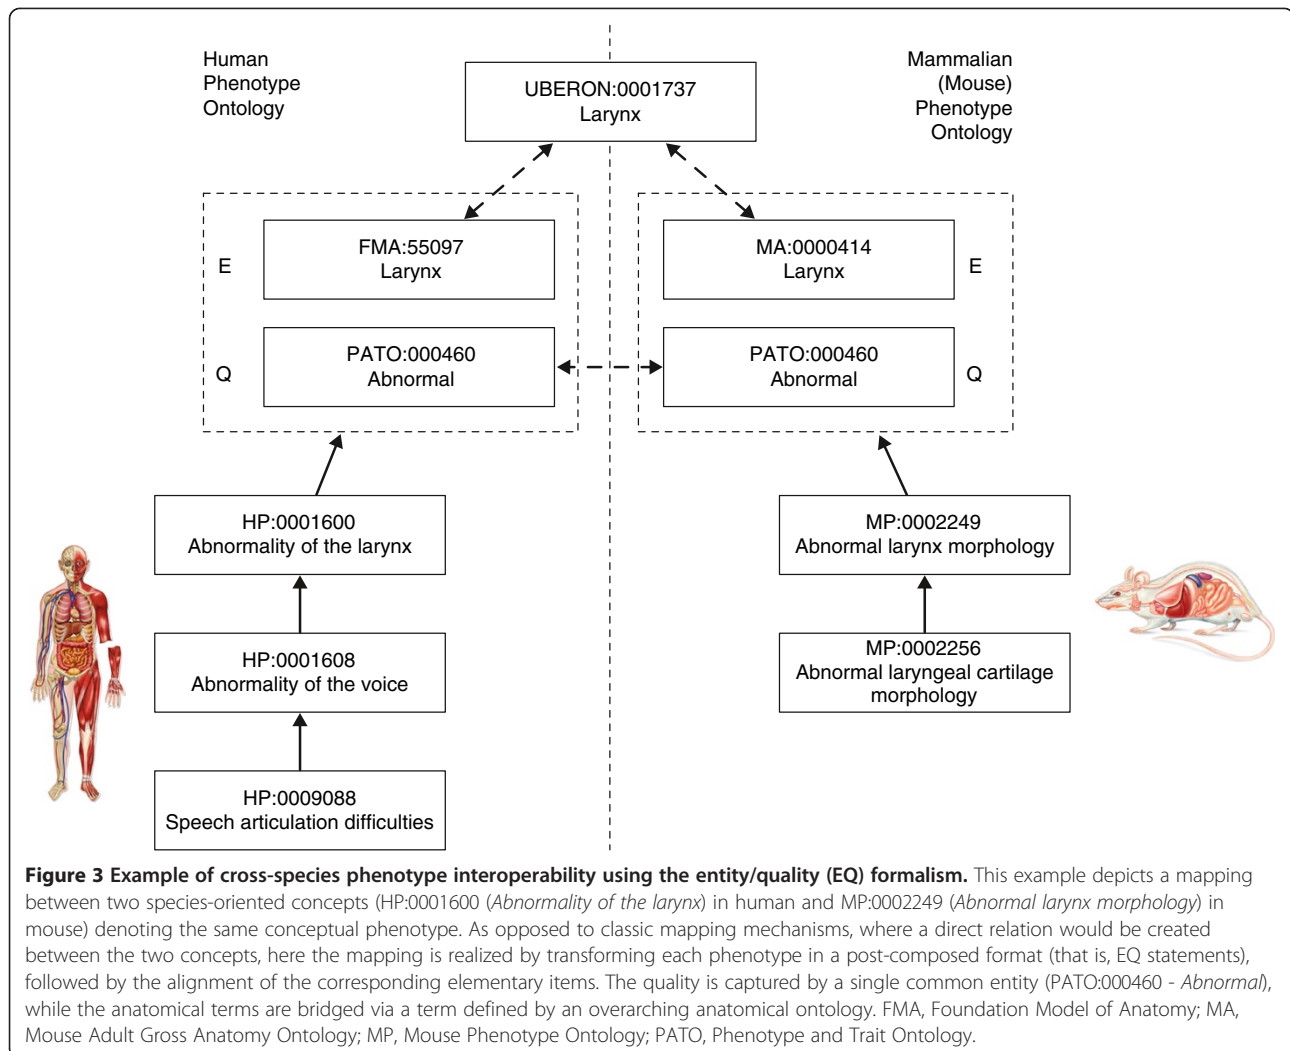 Human
Phenotype
Ontology
UBERON:0001737
Larynx
Mammalian
(Mouse)
Phenotype
Ontology
E
FMA:55097
Larynx
MA:0000414
Larynx
E
Q
PATO:000460
Abnormal
PATO:000460
Abnormal
Q
HP:0001600
Abnormality of the larynx
MP:0002249
Abnormal larynx morphology
HP:0001608
Abnormality of the voice
MP:0002256
Abnormal laryngeal cartilage
morphology
HP:0009088
Speech articulation difficulties
Figure 3 Example of cross-species phenotype interoperability using the entity/quality (EQ) formalism. This example depicts a mapping
between two species-oriented concepts (HP:0001600 (Abnormality of the larynx) in human and MP:0002249 (Abnormal larynx morphology) in
mouse) denoting the same conceptual phenotype. As opposed to classic mapping mechanisms, where a direct relation would be created
between the two concepts, here the mapping is realized by transforming each phenotype in a post-composed format (that is, EQ statements),
followed by the alignment of the corresponding elementary items. The quality is captured by a single common entity (PATO:000460 - Abnormal),
while the anatomical terms are bridged via a term defined by an overarching anatomical ontology. FMA, Foundation Model of Anatomy; MA,
Mouse Adult Gross Anatomy Ontology; MP, Mouse Phenotype Ontology; PATO, Phenotype and Trait Ontology.